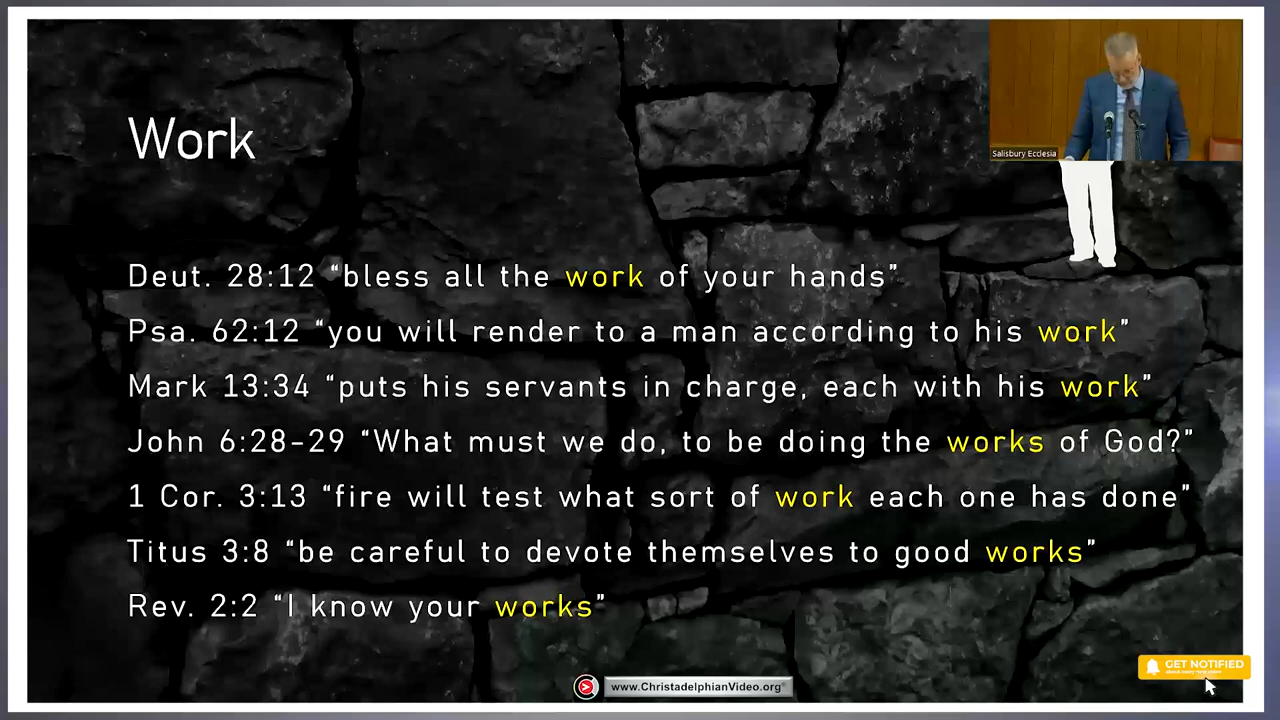 Work
Salisbury Ecclesia
Deut. 28:12 “bless all the work of your hands”
Psa. 62:12 “you will render to a man according to his work”
Mark 13:34 “puts his servants in charge, each with his work”
John 6:28-29 “What must we do, to be doing the works of God?”
1 Cor. 3:13 “fire will test what sort of work each one has done”
Titus 3:8 “be careful to devote themselves to good works”
Rev. 2:2 “I know your works”
GET NOTIFIED
about every new video
www.ChristadelphianVideo.org